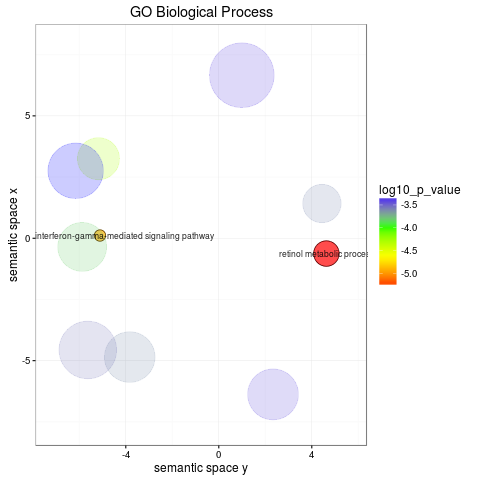 GO Biological Process
semantic space x
5
0
-5
interferon-gamma-mediated signaling pathway
retinol metabolic proces
-4
0
4
semantic space y
log10_p_value
-3.5
-4.0
-4.5
-5.0